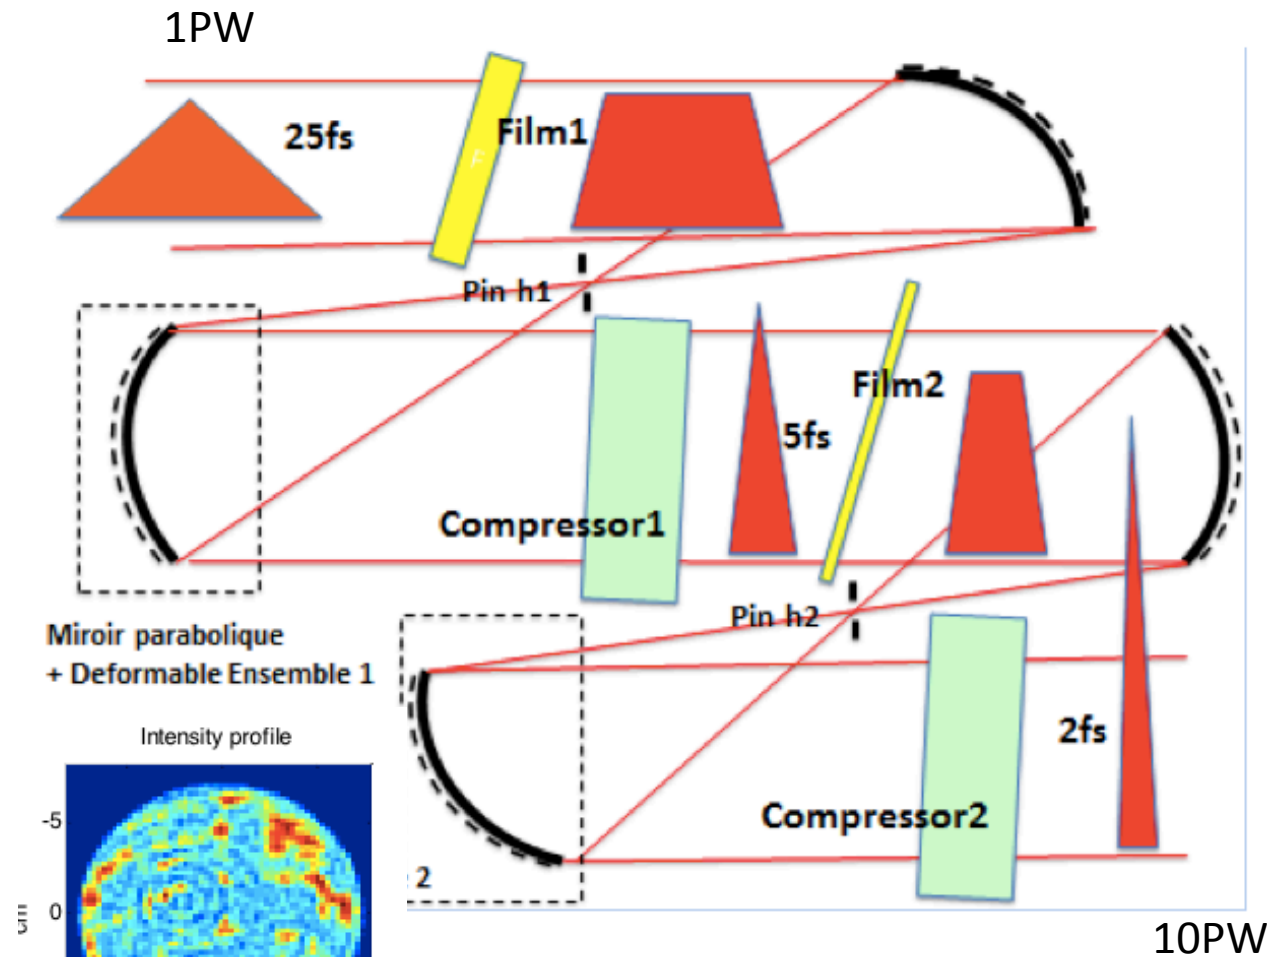 1PW
25fs
Film1
F
Pin h1
Film2
5fs
Compressor1
Pin h2
Miroir parabolique
+ Deformable Ensemble 1
2fs
Intensity profile
-5
Compressor2
2
0
cm
10PW